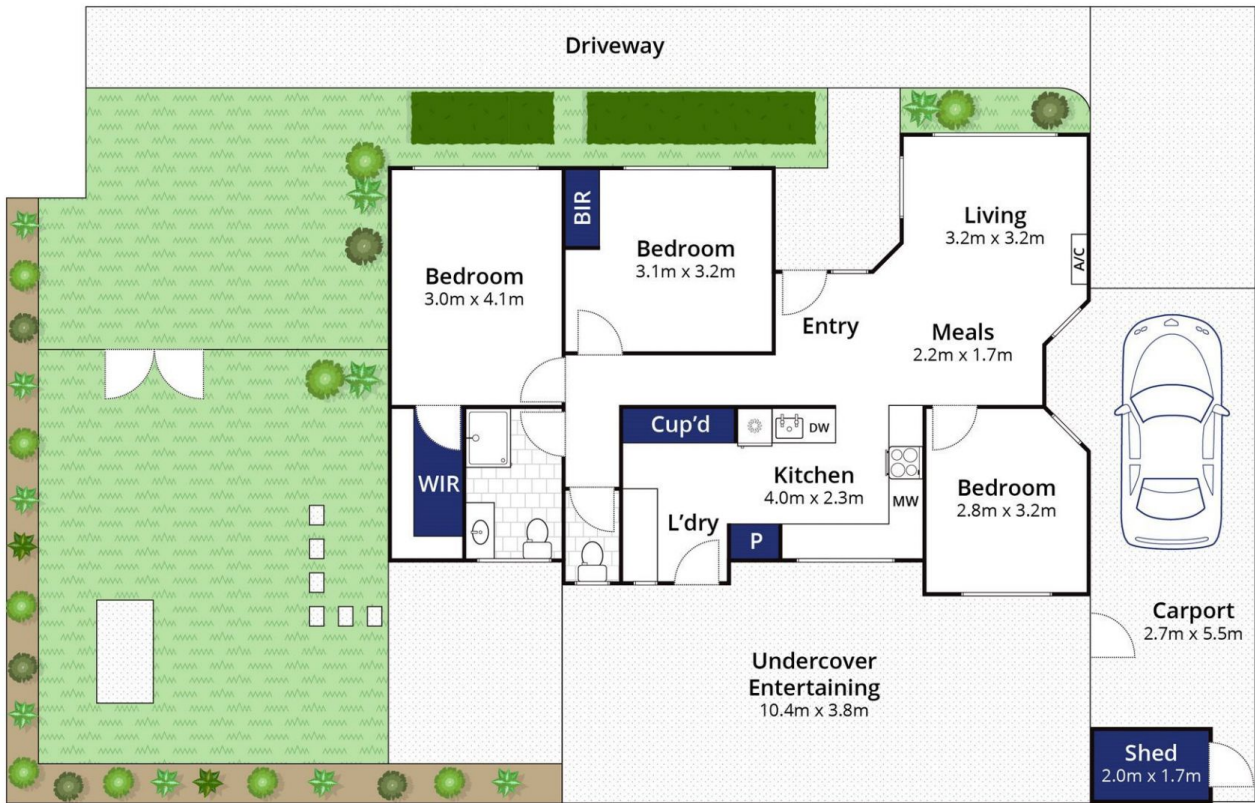 Driveway
BIR
Living
3.2m x 3.2m
Bedroom
3.1m x 3.2m
Bedroom
3.0m x 4.1m
A/C
Entry
Meals
2.2m x 1.7m
Cup'd
DW
Kitchen
4.0m x 2.3m
MW
WIR
Bedroom
2.8m x 3.2m
L'dry
P
Carport
2.7m x 5.5m
Undercover
Entertaining
10.4m x 3.8m
Shed
2.0m x 1.7m